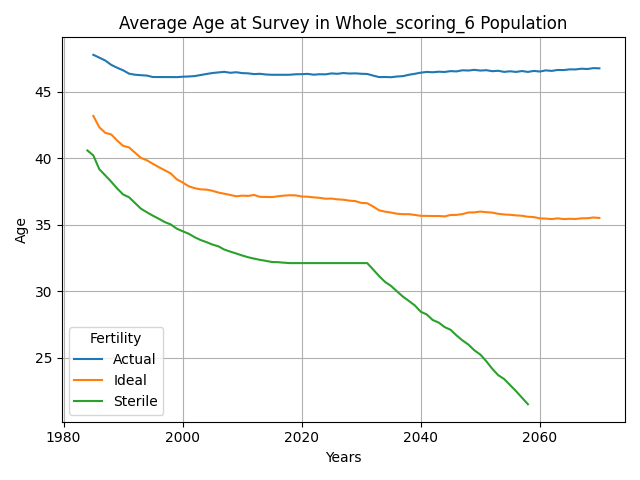 Average Age at Survey in Whole_scoring_6 Population
Age
45
40
35
30
25
Fertility
Actual
Ideal
Sterile
1980
2000
2020
2040
2060
Years